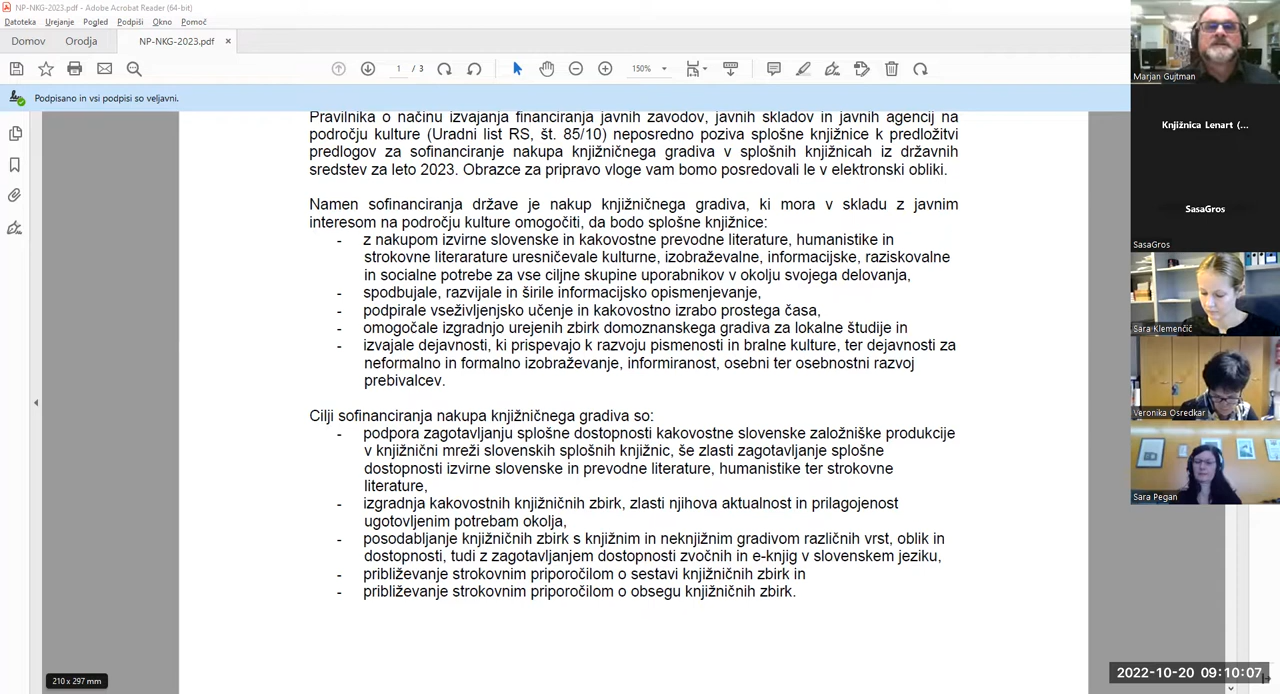 NP-NKG-2023.pdf - Adobe Acrobat Reader (64-bit)
Datoteka Urejanje Pogled Podpiši Okno Pomoč
Domov Orodja NP-NKG-2023.pdf ×
1 / 3 150%
Podpisano in vsi podpisi so veljavni.
Pravilnika o načinu izvajanja financiranja javnih zavodov, javnih skladov in javnih agencij na
področju kulture (Uradni list RS, št. 85/10) neposredno poziva splošne knjižnice k predložitvi
predlogov za sofinanciranje nakupa knjižničnega gradiva v splošnih knjižnicah iz državnih
sredstev za leto 2023. Obrazce za pripravo vloge vam bomo posredovali le v elektronski obliki.
Namen sofinanciranja države je nakup knjižničnega gradiva, ki mora v skladu z javnim
interesom na področju kulture omogočiti, da bodo splošne knjižnice:
- z nakupom izvirne slovenske in kakovostne prevodne literature, humanistike in
strokovne literarature uresničevale kulturne, izobraževalne, informacijske, raziskovalne
in socialne potrebe za vse ciljne skupine uporabnikov v okolju svojega delovanja,
- spodbujale, razvijale in širile informacijsko opismenjevanje,
- podpirale vseživljenjsko učenje in kakovostno izrabo prostega časa,
- omogočale izgradnjo urejenih zbirk domoznanskega gradiva za lokalne študije in
- izvajale dejavnosti, ki prispevajo k razvoju pismenosti in bralne kulture, ter dejavnosti za
neformalno in formalno izobraževanje, informiranost, osebni ter osebnostni razvoj
prebivalcev.
Cilji sofinanciranja nakupa knjižničnega gradiva so:
- podpora zagotavljanju splošne dostopnosti kakovostne slovenske založniške produkcije
v knjižnični mreži slovenskih splošnih knjižnic, še zlasti zagotavljanje splošne
dostopnosti izvirne slovenske in prevodne literature, humanistike ter strokovne
literature,
- izgradnja kakovostnih knjižničnih zbirk, zlasti njihova aktualnost in prilagojenost
ugotovljenim potrebam okolja,
- posodabljanje knjižničnih zbirk s knjižnim in neknjižnim gradivom različnih vrst, oblik in
dostopnosti, tudi z zagotavljanjem dostopnosti zvočnih in e-knjig v slovenskem jeziku,
- približevanje strokovnim priporočilom o sestavi knjižničnih zbirk in
- približevanje strokovnim priporočilom o obsegu knjižničnih zbirk.
210 x 297 mm
Marjan Gujtman
Knjižnica Lenart (...
SasaGros
SasaGros
Sara Klemenčič
Veronika Osredkar
Sara Pegan
2022-10-20 09:10:07